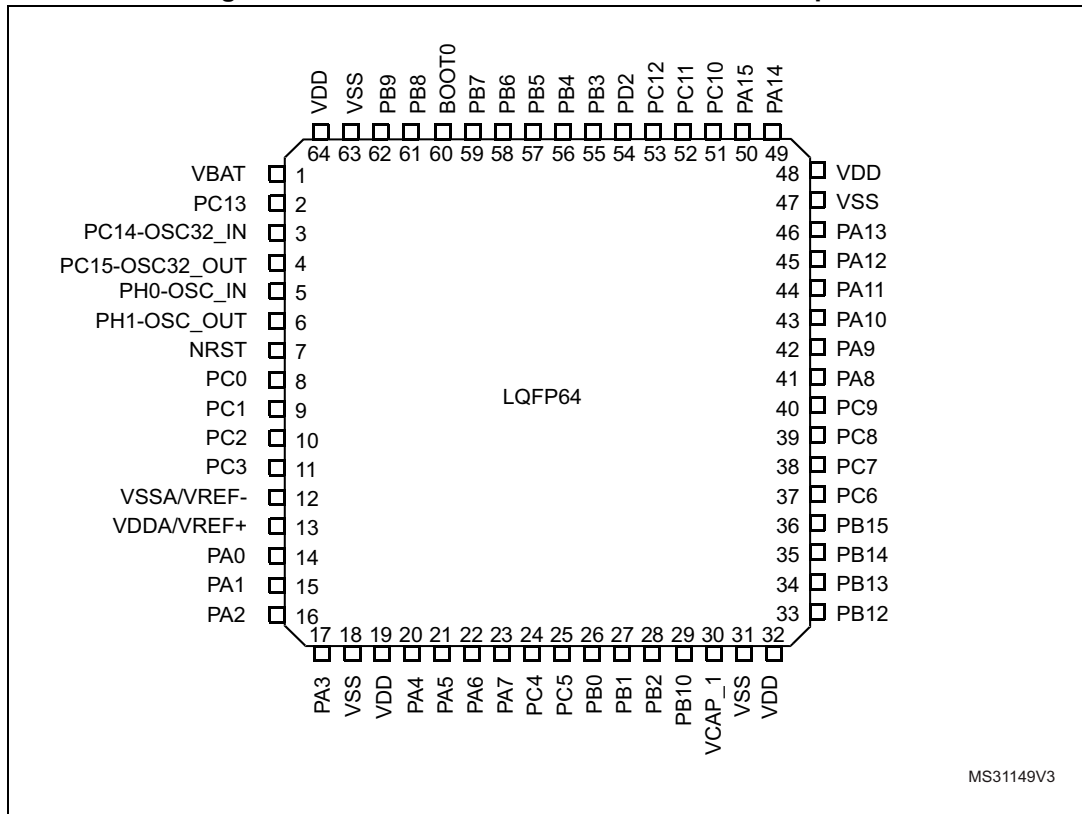 VDD VSS PB9 PB8 BOOT0 PB7 PB6 PB5 PB4 PB3 PD2 PC12 PC11 PC10 PA15 PA14
64 63 62 61 60 59 58 57 56 55 54 53 52 51 50 49
VBAT 1 48 VDD
PC13 2 47 VSS
PC14-OSC32_IN 3 46 PA13
PC15-OSC32_OUT 4 45 PA12
PH0-OSC_IN 5 44 PA11
PH1-OSC_OUT 6 43 PA10
NRST 7 42 PA9
PC0 8 41 PA8
LQFP64
PC1 9 40 PC9
PC2 10 39 PC8
PC3 11 38 PC7
VSSA/VREF- 12 37 PC6
VDDA/VREF+ 13 36 PB15
PA0 14 35 PB14
PA1 15 34 PB13
PA2 16 33 PB12
17 18 19 20 21 22 23 24 25 26 27 28 29 30 31 32
PA3 VSS VDD PA4 PA5 PA6 PA7 PC4 PC5 PB0 PB1 PB2 PB10 VCAP_1 VSS VDD
MS31149V3